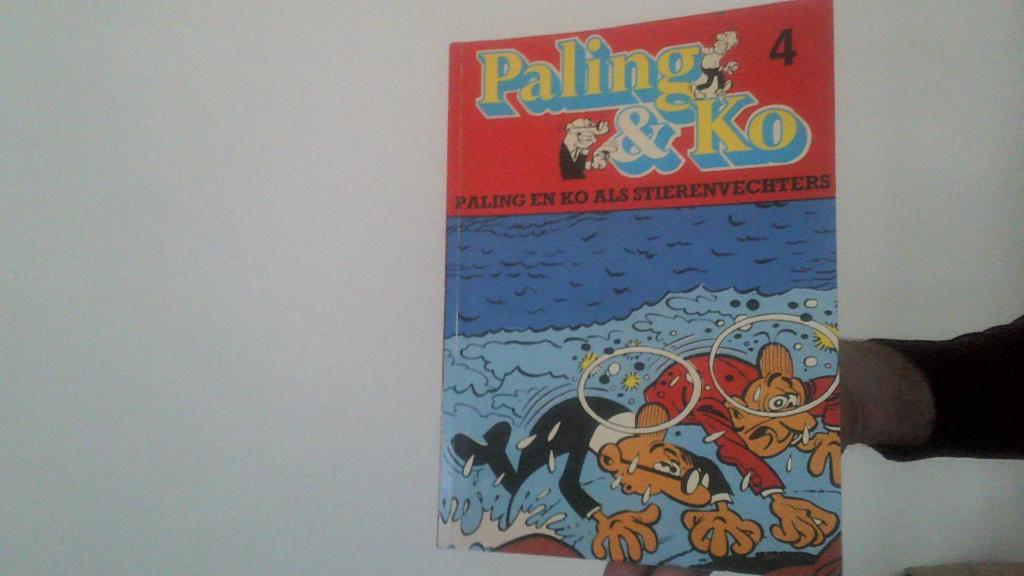 Paling
4
& Ko
PALING EN KO ALS STIERENVECHTERS